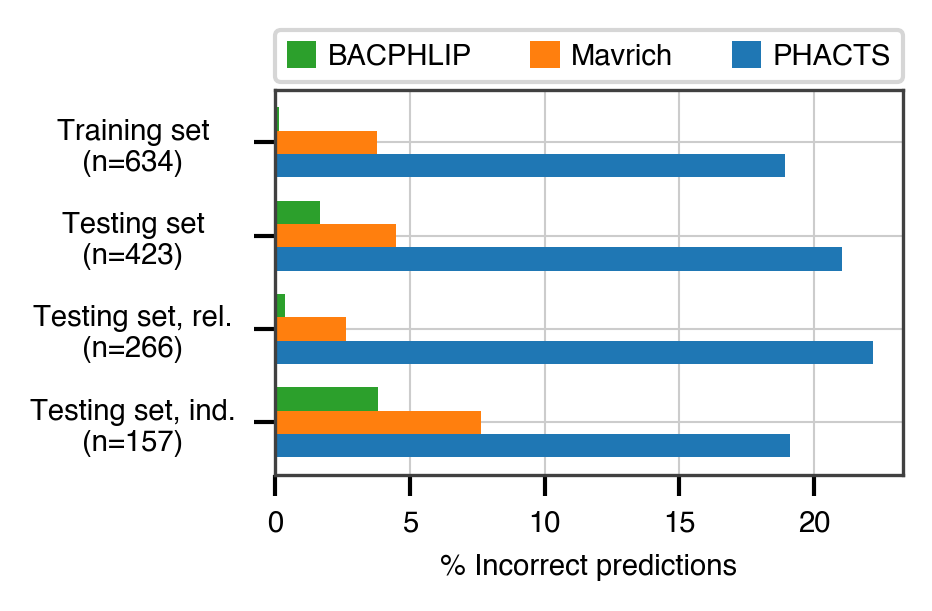 BACPHLIP Mavrich PHACTS
Training set
(n=634)
Testing set
(n=423)
Testing set, rel.
(n=266)
Testing set, ind.
(n=157)
0 5 10 15 20
% Incorrect predictions